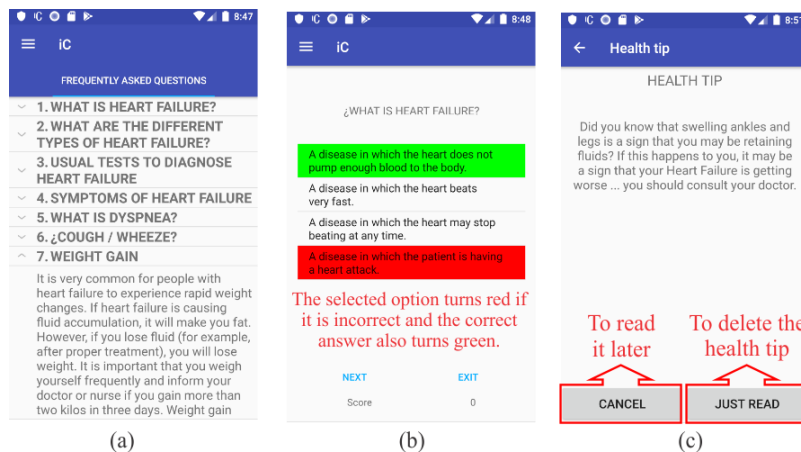 8:47
iC
FREQUENTLY ASKED QUESTIONS
1. WHAT IS HEART FAILURE?
2. WHAT ARE THE DIFFERENT
TYPES OF HEART FAILURE?
3. USUAL TESTS TO DIAGNOSE
HEART FAILURE
4. SYMPTOMS OF HEART FAILURE
5. WHAT IS DYSPNEA?
6. ¿COUGH / WHEEZE?
7. WEIGHT GAIN
It is very common for people with
heart failure to experience rapid weight
changes. If heart failure is causing
fluid accumulation, it will make you fat.
However, if you lose fluid (for example,
after proper treatment), you will lose
weight. It is important that you weigh
yourself frequently and inform your
doctor or nurse if you gain more than
two kilos in three days. Weight gain
(a)
8:48
iC
¿WHAT IS HEART FAILURE?
A disease in which the heart does not
pump enough blood to the body.
A disease in which the heart beats
very fast.
A disease in which the heart may stop
beating at any time.
A disease in which the patient is having
a heart attack.
The selected option turns red if
it is incorrect and the correct
answer also turns green.
NEXT EXIT
Score 0
(b)
8:51
Health tip
HEALTH TIP
Did you know that swelling ankles and
legs is a sign that you may be retaining
fluids? If this happens to you, it may be
a sign that your Heart Failure is getting
worse ... you should consult your doctor.
To read
it later
To delete the
health tip
CANCEL
JUST READ
(c)